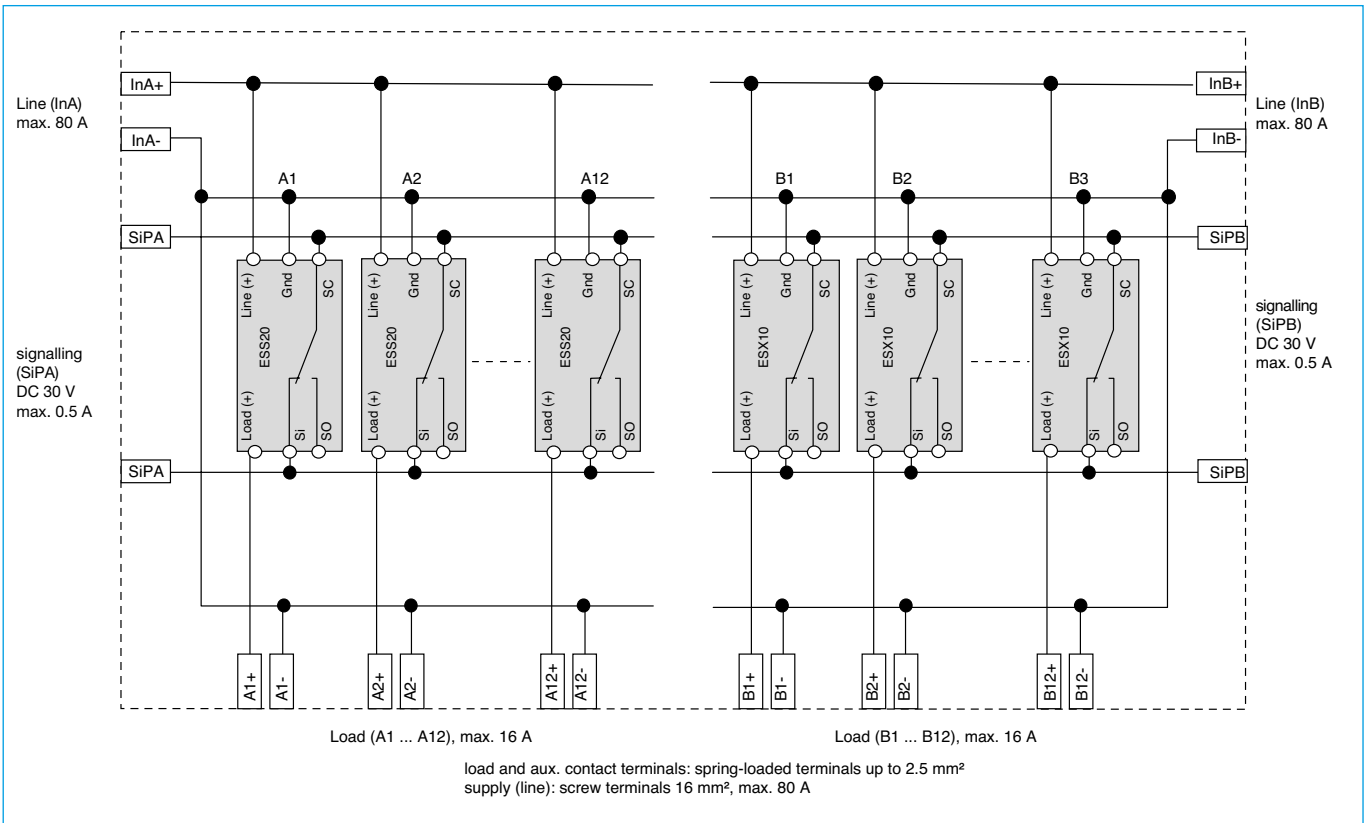 InA+
InB+
Line (InA)
max. 80 A
Line (InB)
max. 80 A
InA-
InB-
A1
A2
A12
B1
B2
B3
SiPA
SiPB
Line (+)
Gnd
SC
ESS20
Load (+)
Si
SO
Line (+)
Gnd
SC
ESS20
Load (+)
Si
SO
Line (+)
Gnd
SC
ESS20
Load (+)
Si
SO
Line (+)
Gnd
SC
ESX10
Load (+)
Si
SO
Line (+)
Gnd
SC
ESX10
Load (+)
Si
SO
Line (+)
Gnd
SC
ESX10
Load (+)
Si
SO
signalling
(SiPA)
DC 30 V
max. 0.5 A
signalling
(SiPB)
DC 30 V
max. 0.5 A
SiPA
SiPB
A1+
A1-
A2+
A2-
A12+
A12-
B1+
B1-
B2+
B2-
B12+
B12-
Load (A1 ... A12), max. 16 A
Load (B1 ... B12), max. 16 A
load and aux. contact terminals: spring-loaded terminals up to 2.5 mm²
supply (line): screw terminals 16 mm², max. 80 A